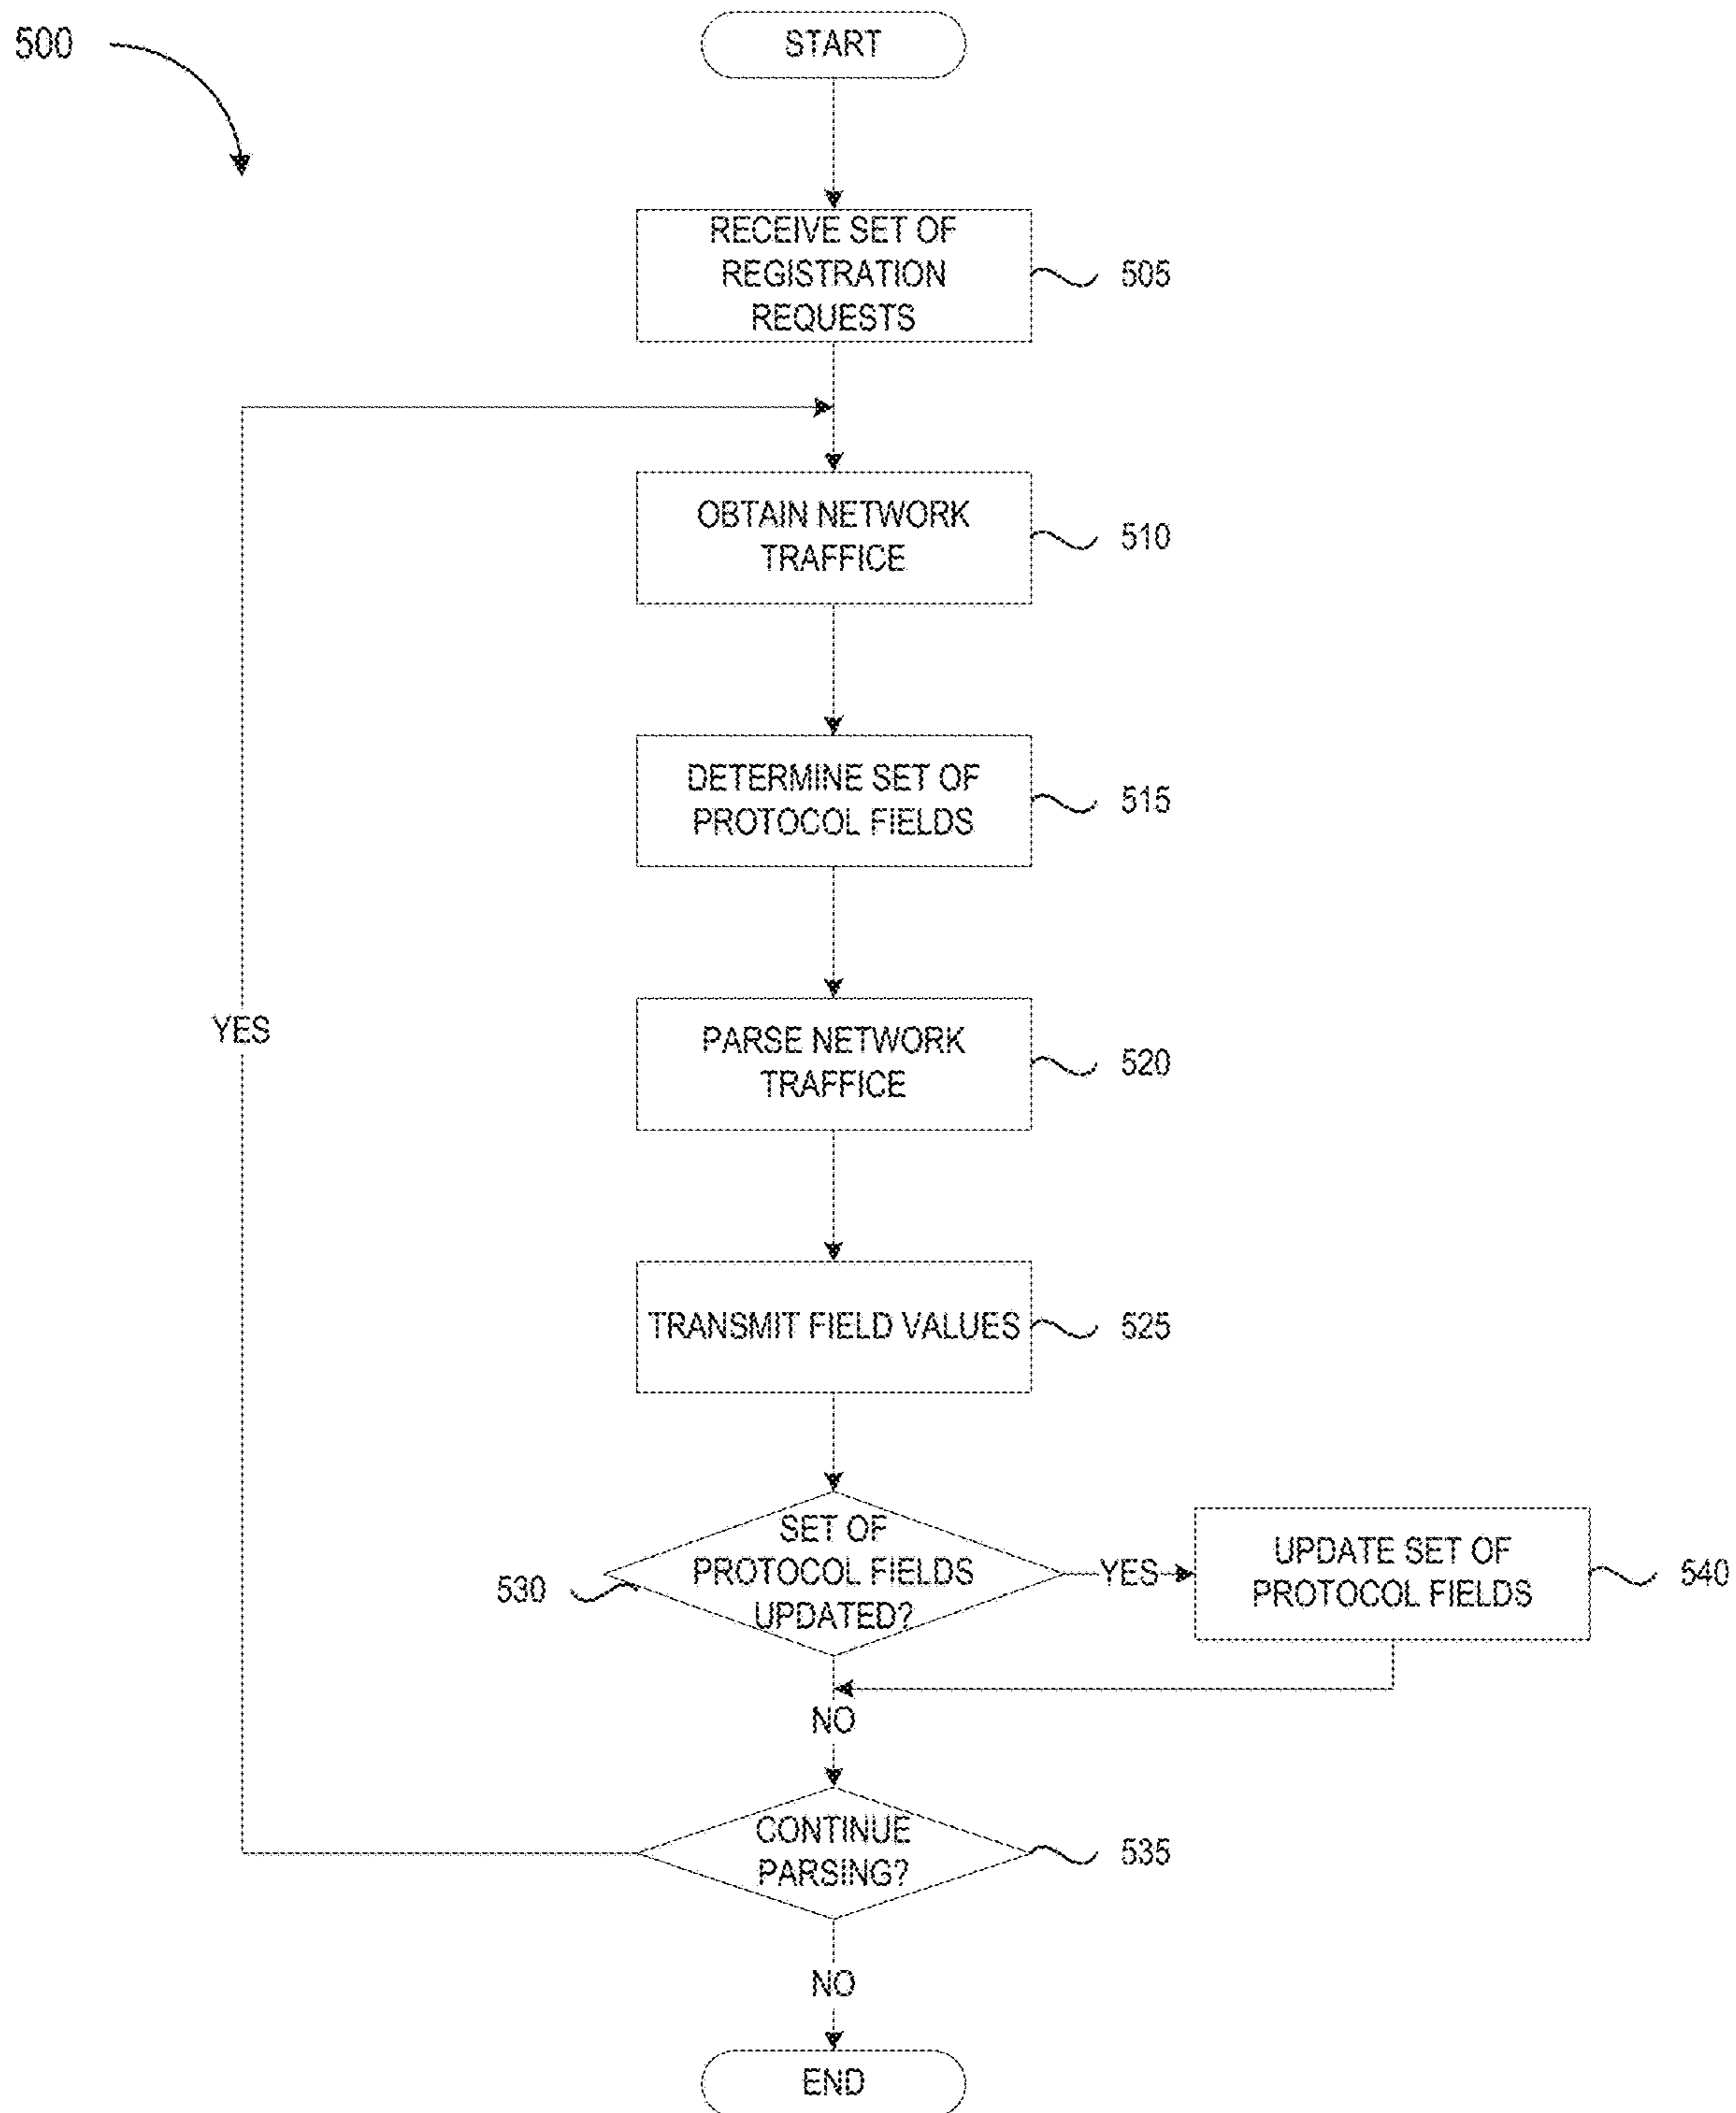 500
START
RECEIVE SET OF
REGISTRATION
REQUESTS
505
OBTAIN NETWORK
TRAFFICE
510
DETERMINE SET OF
PROTOCOL FIELDS
515
YES
PARSE NETWORK
TRAFFICE
520
TRANSMIT FIELD VALUES
525
SET OF
PROTOCOL FIELDS
UPDATED?
530
YES
UPDATE SET OF
PROTOCOL FIELDS
540
NO
CONTINUE
PARSING?
535
NO
END